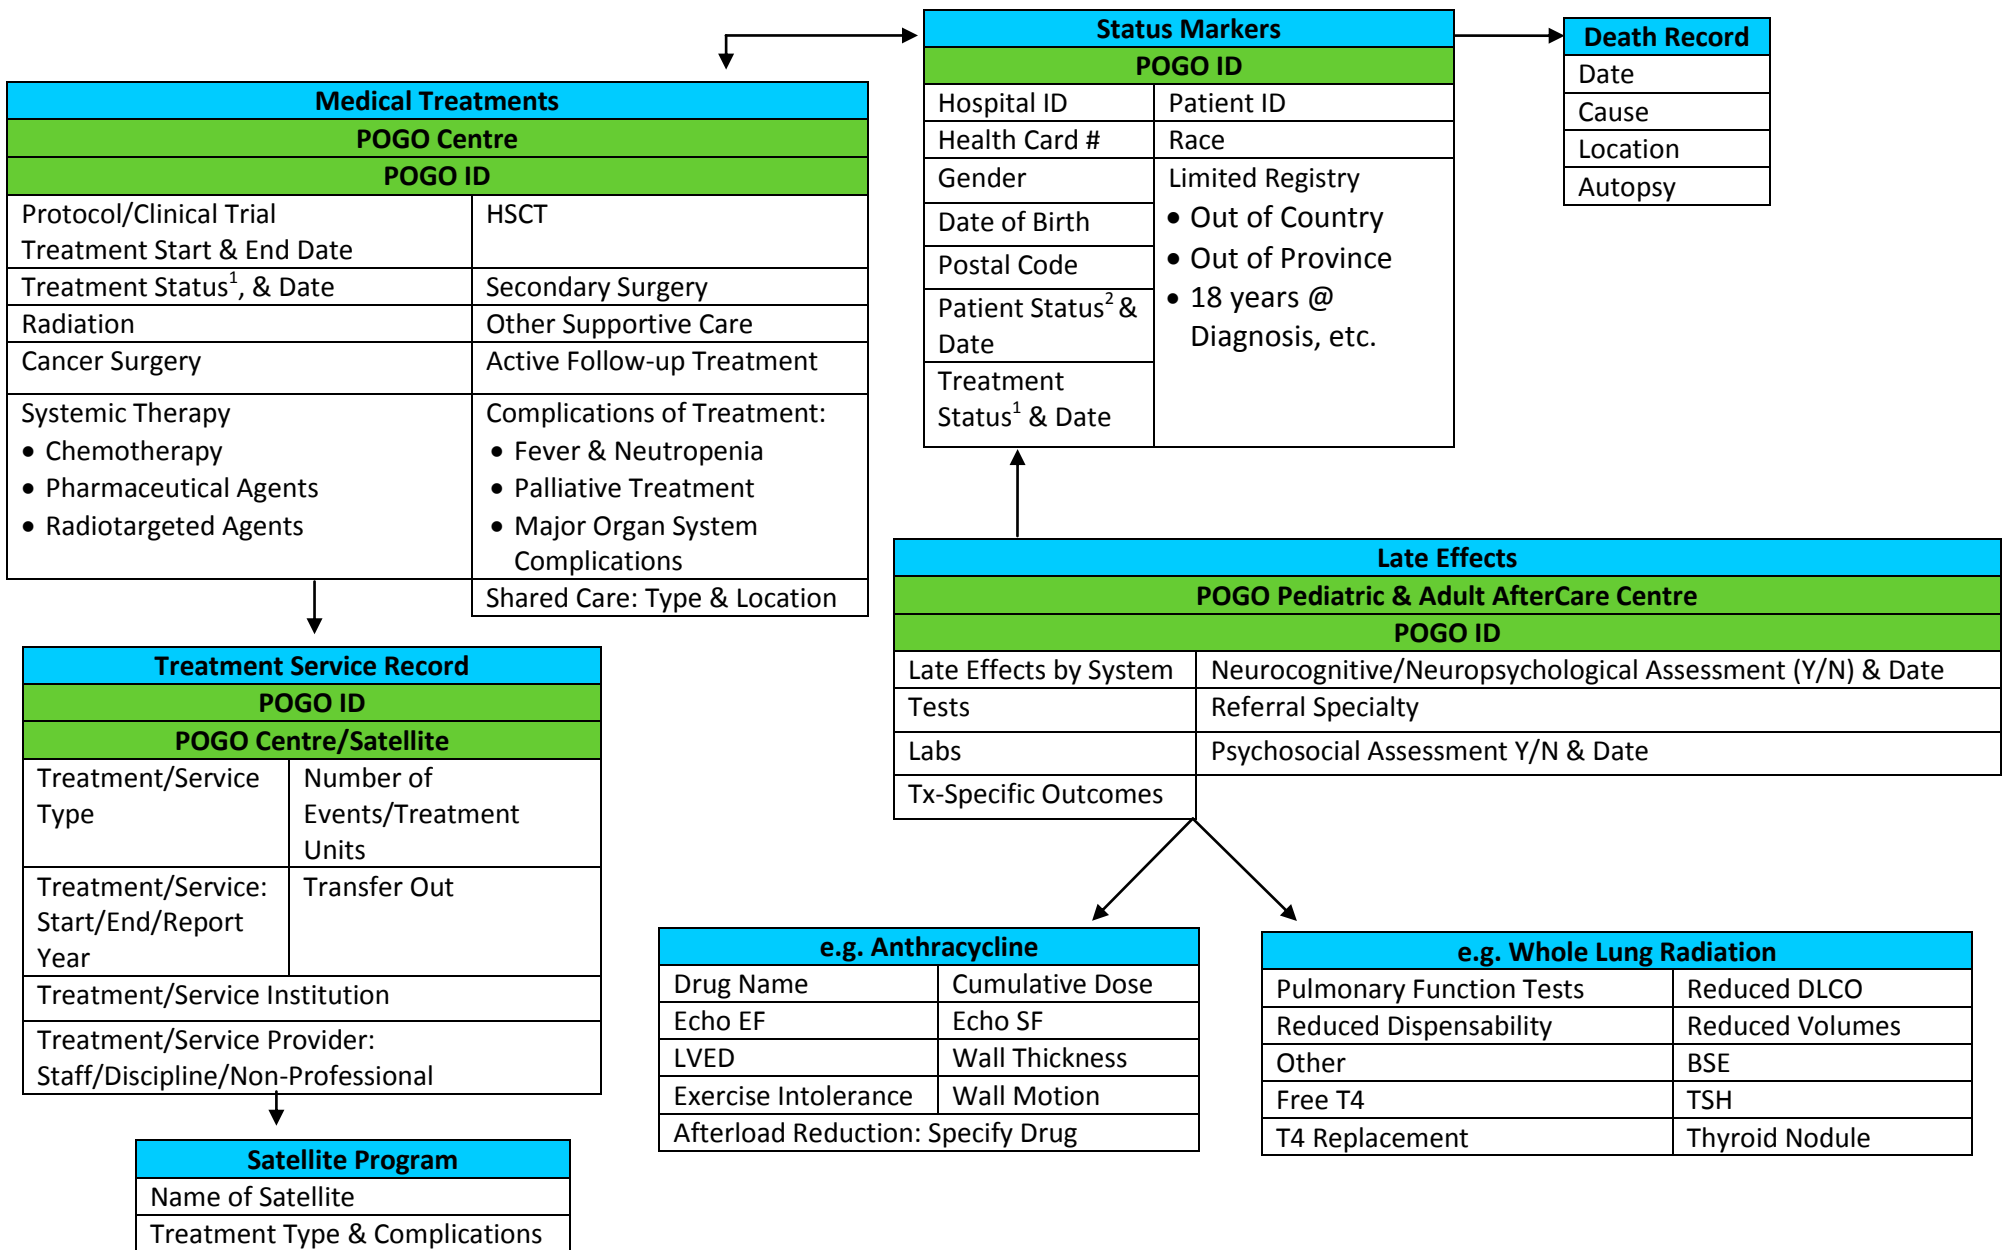 Status Markers
POGO ID
Hospital ID
Patient ID
Health Card #
Race
Gender
Date of Birth
Postal Code
Patient Status2 &
Date
Treatment
Status1 & Date
Limited Registry
• Out of Country
• Out of Province
• 18 years @
Diagnosis, etc.
Death Record
Date
Cause
Location
Autopsy
Medical Treatments
POGO Centre
POGO ID
Protocol/Clinical Trial
Treatment Start & End Date
HSCT
Treatment Status1, & Date
Secondary Surgery
Radiation
Other Supportive Care
Cancer Surgery
Active Follow-up Treatment
Systemic Therapy
• Chemotherapy
• Pharmaceutical Agents
• Radiotargeted Agents
Complications of Treatment:
• Fever & Neutropenia
• Palliative Treatment
• Major Organ System
Complications
Shared Care: Type & Location
Late Effects
POGO Pediatric & Adult AfterCare Centre
POGO ID
Late Effects by System
Neurocognitive/Neuropsychological Assessment (Y/N) & Date
Tests
Referral Specialty
Labs
Psychosocial Assessment Y/N & Date
Tx-Specific Outcomes
Treatment Service Record
POGO ID
POGO Centre/Satellite
Treatment/Service
Type
Number of
Events/Treatment
Units
Treatment/Service:
Start/End/Report
Year
Transfer Out
Treatment/Service Institution
Treatment/Service Provider:
Staff/Discipline/Non-Professional
e.g. Anthracycline
Drug Name
Cumulative Dose
Echo EF
Echo SF
LVED
Wall Thickness
Exercise Intolerance
Wall Motion
Afterload Reduction: Specify Drug
e.g. Whole Lung Radiation
Pulmonary Function Tests
Reduced DLCO
Reduced Dispensability
Reduced Volumes
Other
BSE
Free T4
TSH
T4 Replacement
Thyroid Nodule
Satellite Program
Name of Satellite
Treatment Type & Complications